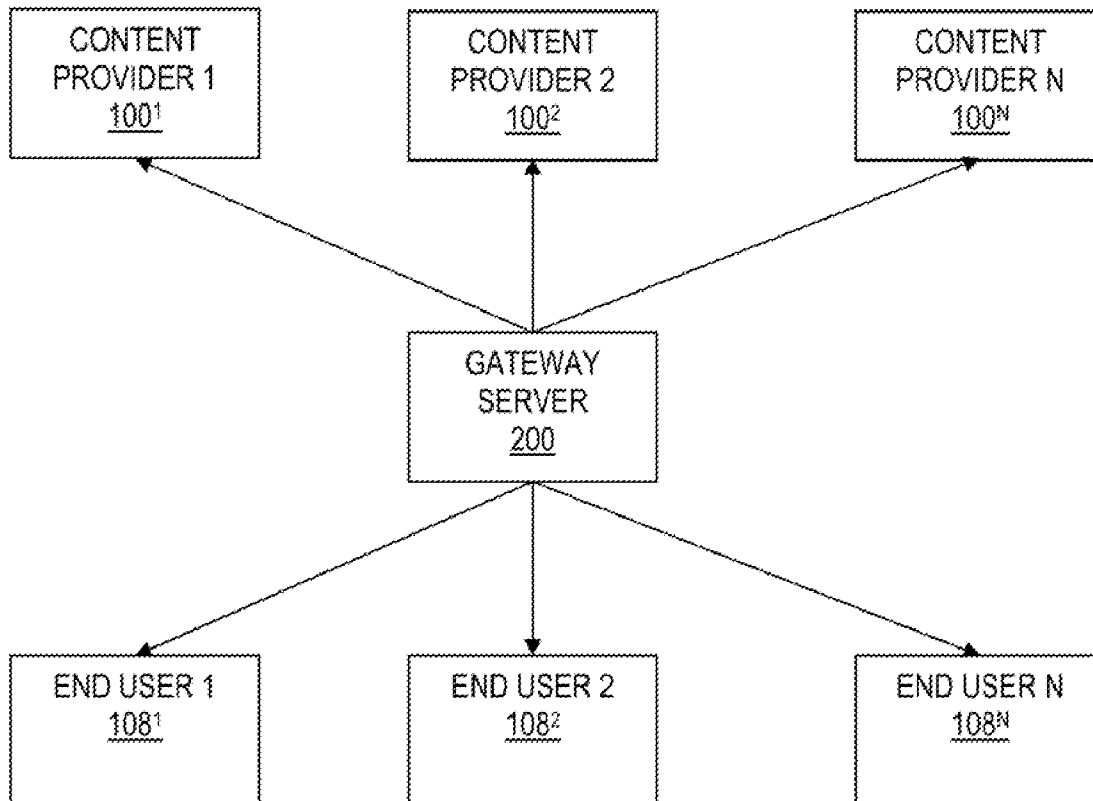 CONTENT
PROVIDER 1
100¹
CONTENT
PROVIDER 2
100²
CONTENT
PROVIDER N
100ᴺ
GATEWAY
SERVER
200
END USER 1
108¹
END USER 2
108²
END USER N
108ᴺ